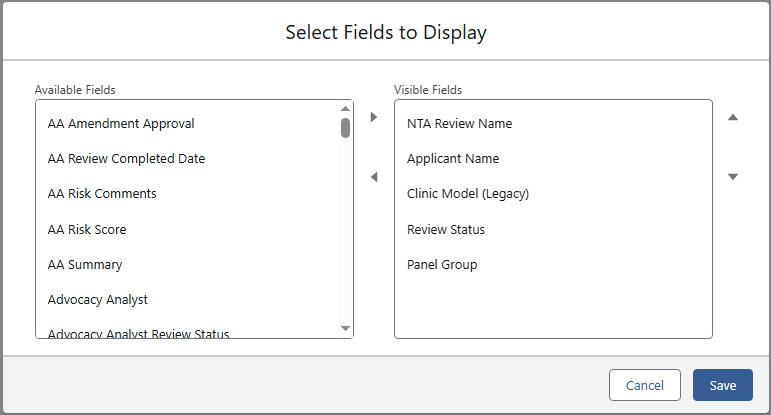 Select Fields to Display
Available Fields
AA Amendment Approval
AA Review Completed Date
AA Risk Comments
AA Risk Score
AA Summary
Advocacy Analyst
Advocacy Analyst Review Status
Visible Fields
NTA Review Name
Applicant Name
Clinic Model (Legacy)
Review Status
Panel Group
Cancel
Save